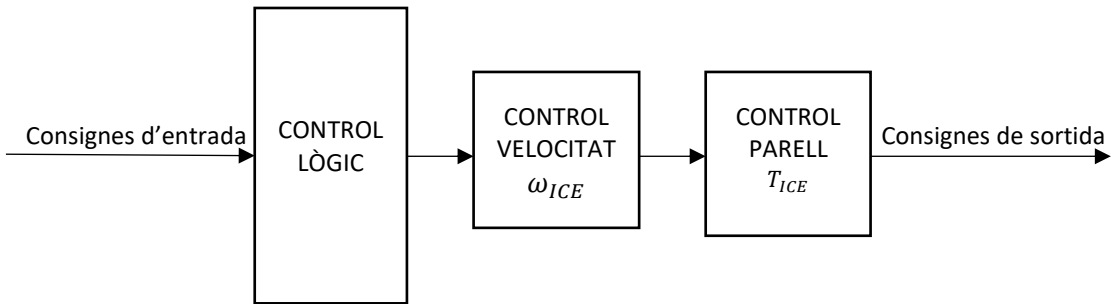 Consignes d'entrada
CONTROL
LÒGIC
CONTROL
VELOCITAT
ω_ICE
CONTROL
PARELL
T_ICE
Consignes de sortida